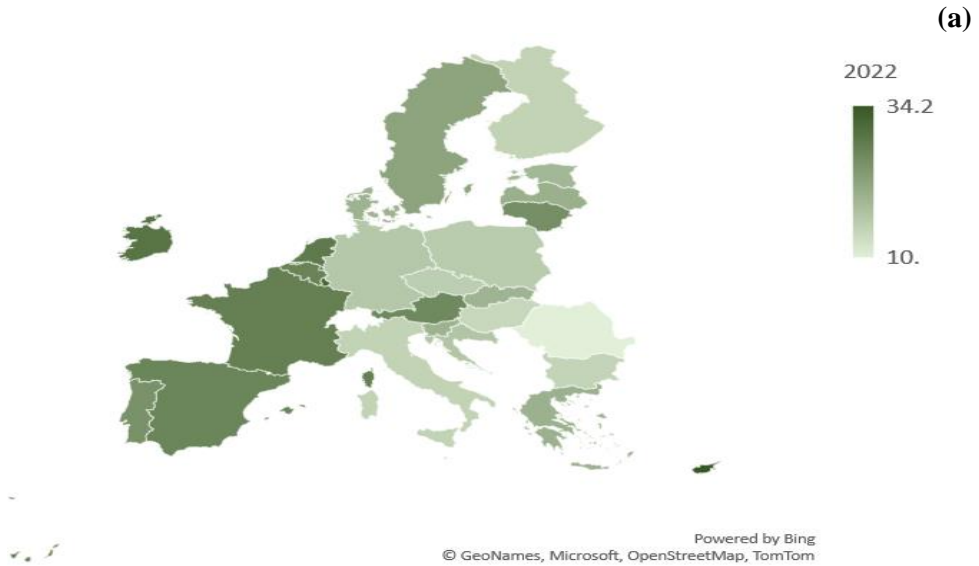 (a)
2022
34.2
10.
Powered by Bing
© GeoNames, Microsoft, OpenStreetMap, TomTom